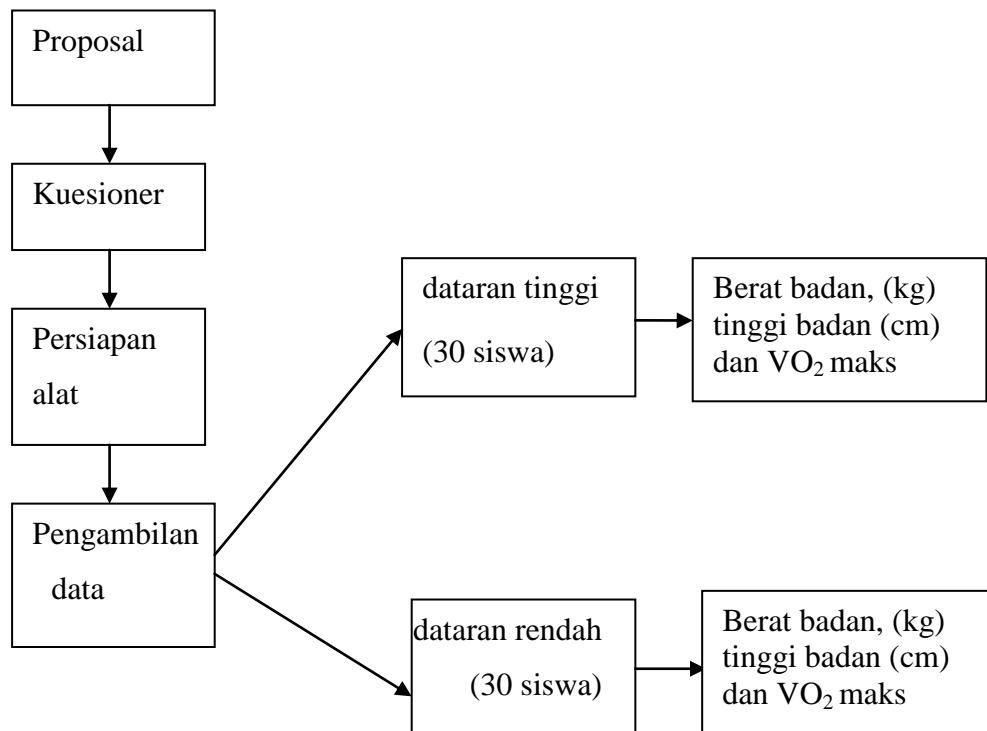 Proposal
Kuesioner
Persiapan
alat
Pengambilan
data
dataran tinggi
(30 siswa)
Berat badan, (kg)
tinggi badan (cm)
dan VO₂ maks
dataran rendah
(30 siswa)
Berat badan, (kg)
tinggi badan (cm)
dan VO₂ maks